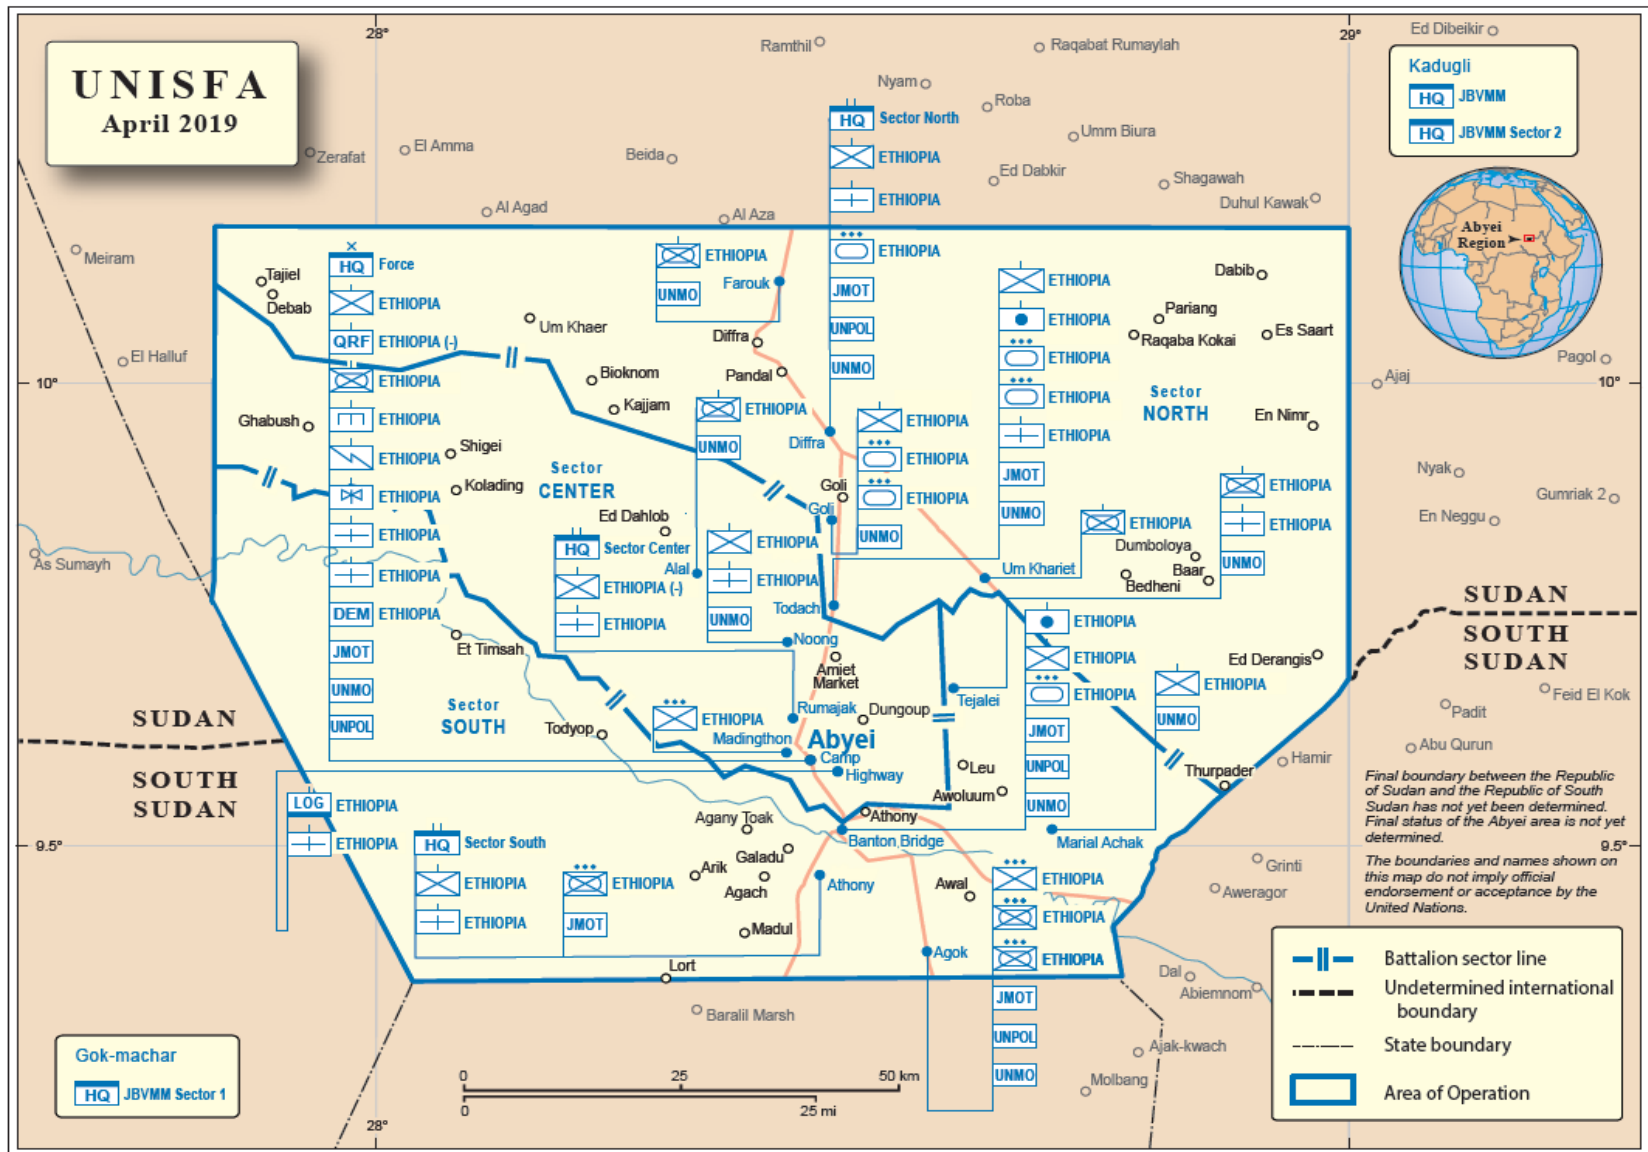 UNISFA
April 2019
28°
29°
Ramthil
Raqabat Rumaylah
Ed Dibeikir
Nyam
Roba
Umm Biura
Zerafat
El Amma
Beida
Ed Dabkir
Shagawah
Duhul Kawak
Al Agad
Al Aza
Meiram
El Halluf
As Sumayh
Kadugli
HQ JBVMM
HQ JBVMM Sector 2
Abyei
Region
HQ Sector North
ETHIOPIA
ETHIOPIA
ETHIOPIA
JMOT
UNPOL
UNMO
Diffra
HQ Force
ETHIOPIA
QRF ETHIOPIA (-)
ETHIOPIA
ETHIOPIA
ETHIOPIA
ETHIOPIA
ETHIOPIA
ETHIOPIA
DEM ETHIOPIA
JMOT
UNMO
UNPOL
ETHIOPIA
UNMO
Farouk
ETHIOPIA
ETHIOPIA
ETHIOPIA
ETHIOPIA
ETHIOPIA
JMOT
UNMO
Tajiel
Debab
Um Khaer
Diffra
Pandal
Bioknom
Kajjam
Ghabush
Shigei
Kolading
Dabib
Pariang
Raqaba Kokai
Es Saart
En Nimr
Pagol
Ajaj
10°
10°
Sector
NORTH
Sector
CENTER
ETHIOPIA
UNMO
Alal
ETHIOPIA
ETHIOPIA
ETHIOPIA
UNMO
Goli
Goli
Ed Dahlob
HQ Sector Center
ETHIOPIA (-)
ETHIOPIA
ETHIOPIA
ETHIOPIA
UNMO
Noong
Todach
ETHIOPIA
Um Khariet
ETHIOPIA
ETHIOPIA
UNMO
Dumboloya
Baar
Bedheni
Nyak
Gumriak 2
En Neggu
SUDAN
SOUTH
SUDAN
Et Timsah
Amiet
Market
Tejalei
ETHIOPIA
ETHIOPIA
ETHIOPIA
JMOT
UNPOL
UNMO
ETHIOPIA
UNMO
Ed Derangis
Feid El Kok
Padit
Abu Qurun
Hamir
Thurpader
Sector
SOUTH
Todyop
ETHIOPIA
Madingthon
Rumajak
Dungoup
Abyei
Camp
Highway
Leu
Awoluum
Athony
SUDAN
SOUTH
SUDAN
LOG ETHIOPIA
ETHIOPIA
9.5°
9.5°
HQ Sector South
ETHIOPIA
ETHIOPIA
ETHIOPIA
JMOT
Agany Toak
Galadu
Arik
Agach
Madul
Banton Bridge
Athony
Marial Achak
Awal
Agok
ETHIOPIA
ETHIOPIA
ETHIOPIA
JMOT
UNPOL
UNMO
Lort
Baralil Marsh
Grinti
Aweragor
Dal
Abiemnom
Ajak-kwach
Molbang
Final boundary between the Republic
of Sudan and the Republic of South
Sudan has not yet been determined.
Final status of the Abyei area is not yet
determined.
The boundaries and names shown on
this map do not imply official
endorsement or acceptance by the
United Nations.
Battalion sector line
Undetermined international
boundary
State boundary
Area of Operation
Gok-machar
HQ JBVMM Sector 1
0 25 50 km
0 25 mi
28°